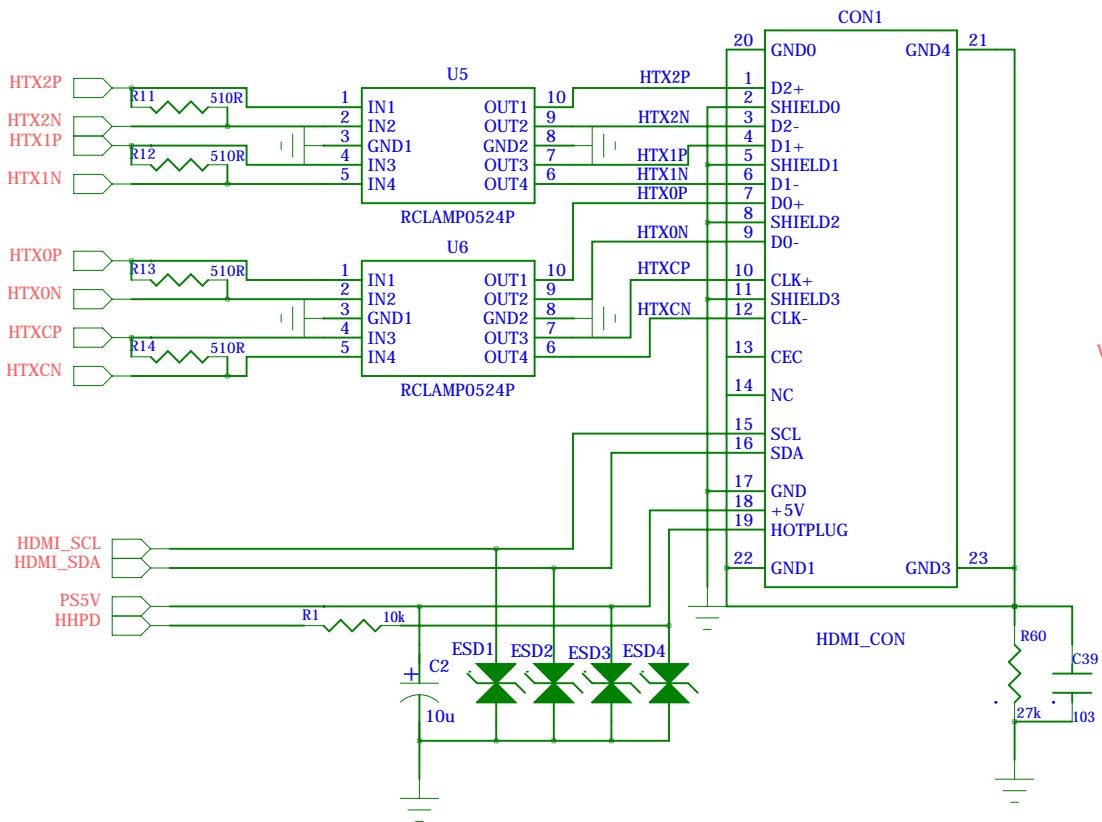 CON1
20 GND0 GND4 21
HTX2P U5 HTX2P 1 D2+
R11 510R 1 IN1 OUT1 10 2 SHIELD0
HTX2N 2 IN2 OUT2 9 HTX2N 3 D2-
HTX1P 3 GND1 GND2 8 4 D1+
R12 510R 4 IN3 OUT3 7 HTX1P 5 SHIELD1
HTX1N 5 IN4 OUT4 6 HTX1N 6 D1-
HTX0P 7 D0+
RCLAMP0524P 8 SHIELD2
HTX0N 9 D0-
U6
HTX0P HTXCP
R13 510R 1 IN1 OUT1 10 10 CLK+
HTX0N 2 IN2 OUT2 9 11 SHIELD3
3 GND1 GND2 8 HTXCN 12 CLK-
HTXCP 4 IN3 OUT3 7
R14 510R 5 IN4 OUT4 6 13 CEC
HTXCN
RCLAMP0524P 14 NC
15 SCL
16 SDA
17 GND
18 +5V
19 HOTPLUG
HDMI_SCL
HDMI_SDA 22 GND1 GND3 23
PS5V
HHPD R1 10k
HDMI_CON
ESD1 ESD2 ESD3 ESD4
R60
C39
+ C2
10u
27k 103